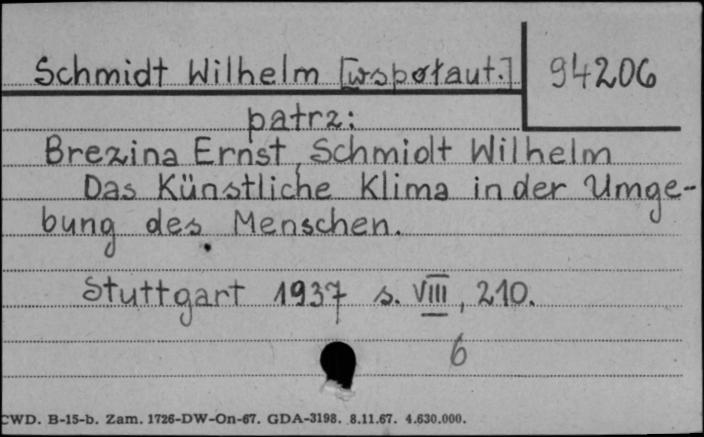 Schmidt Wilhelm [współaut.] 94206
patrz:
Brezina Ernst, Schmidt Wilhelm
Das Künstliche Klima in der Umge-
bung des Menschen.
Stuttgart 1937 s. VIII, 210.
6
CWD. B-15-b. Zam. 1726-DW-On-67. GDA-3198. 8.11.67. 4.630.000.